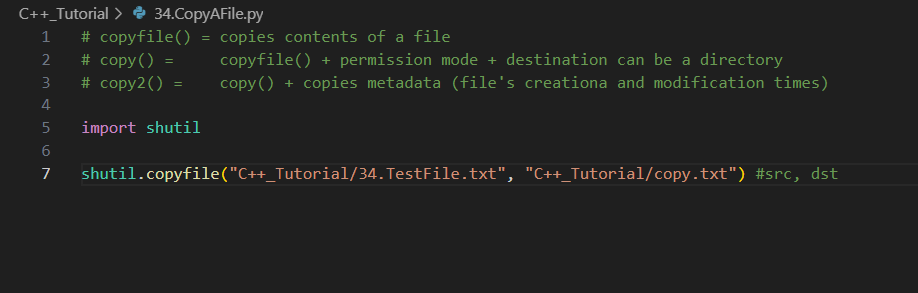 C++_Tutorial > 34.CopyAFile.py
1 # copyfile() = copies contents of a file
2 # copy() =     copyfile() + permission mode + destination can be a directory
3 # copy2() =    copy() + copies metadata (file's creationa and modification times)
4
5 import shutil
6
7 shutil.copyfile("C++_Tutorial/34.TestFile.txt", "C++_Tutorial/copy.txt") #src, dst